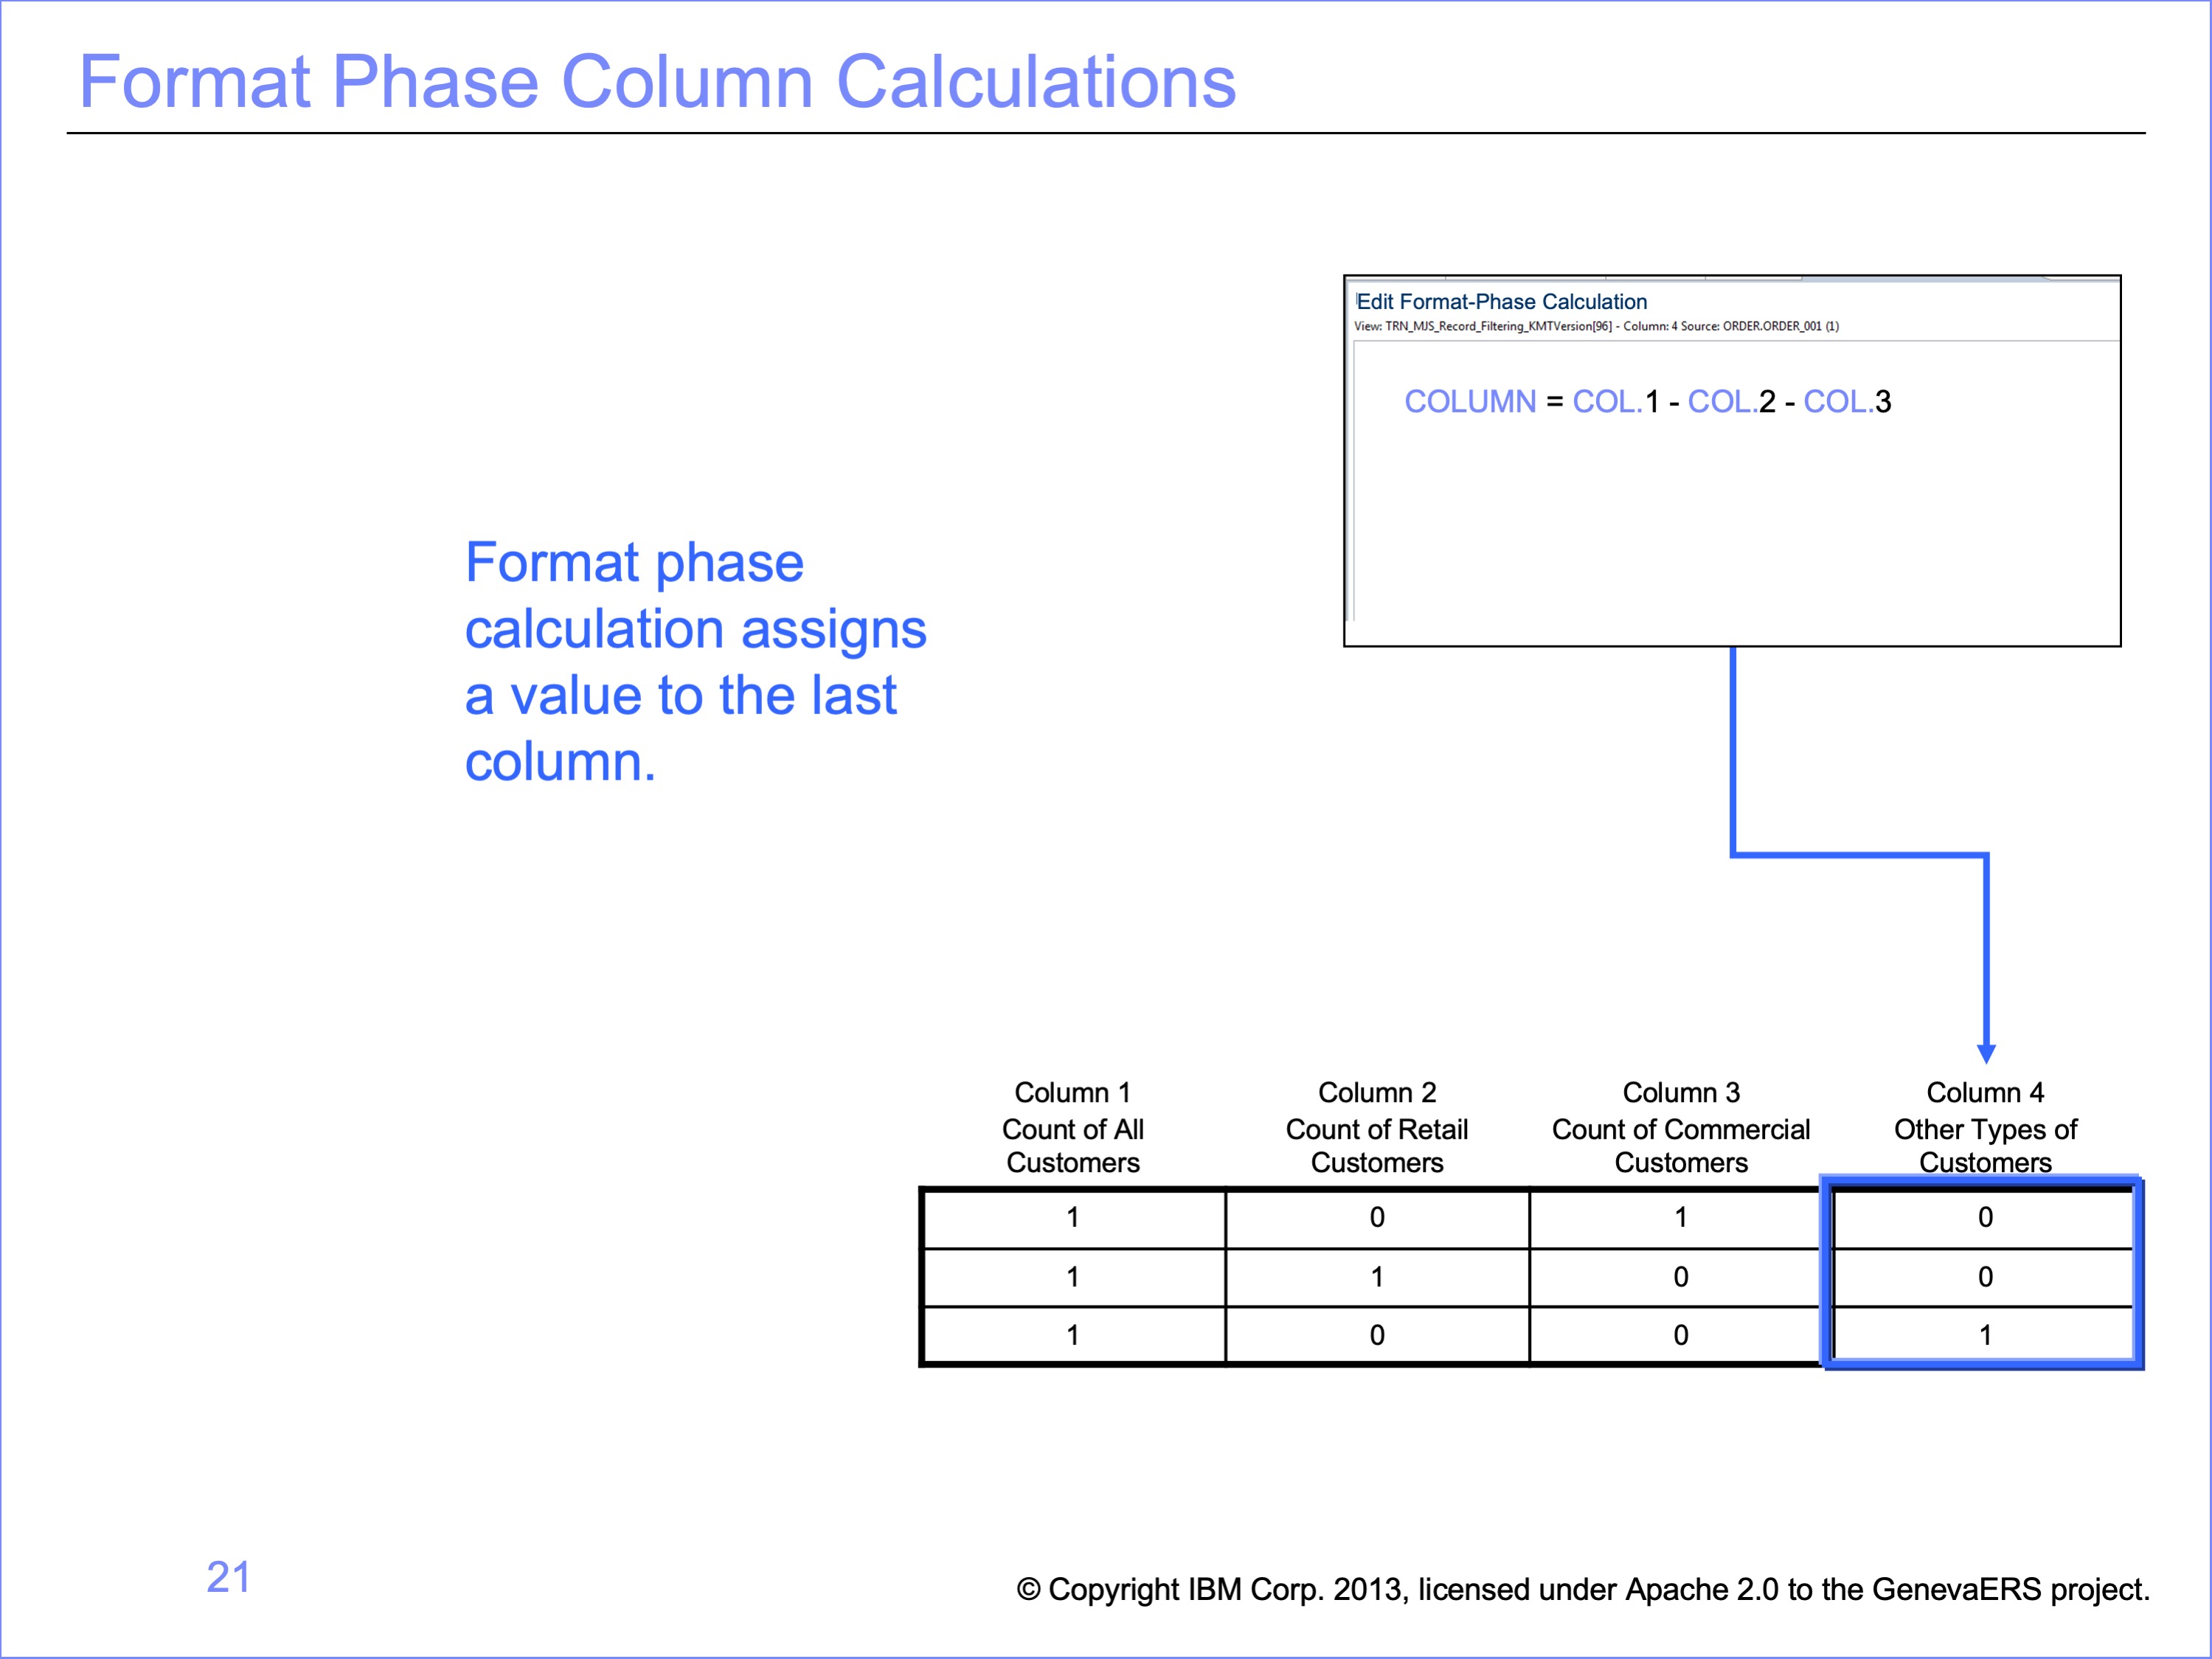 Format Phase Column Calculations
Edit Format-Phase Calculation
View: TRN_MJS_Record_Filtering_KMTVersion[96] - Column: 4 Source: ORDER.ORDER_001 (1)
COLUMN = COL.1 - COL.2 - COL.3
Format phase
calculation assigns
a value to the last
column.
Column 1 Column 2 Column 3 Column 4
Count of All Count of Retail Count of Commercial Other Types of
Customers Customers Customers Customers
1 0 1 0
1 1 0 0
1 0 0 1
21
© Copyright IBM Corp. 2013, licensed under Apache 2.0 to the GenevaERS project.